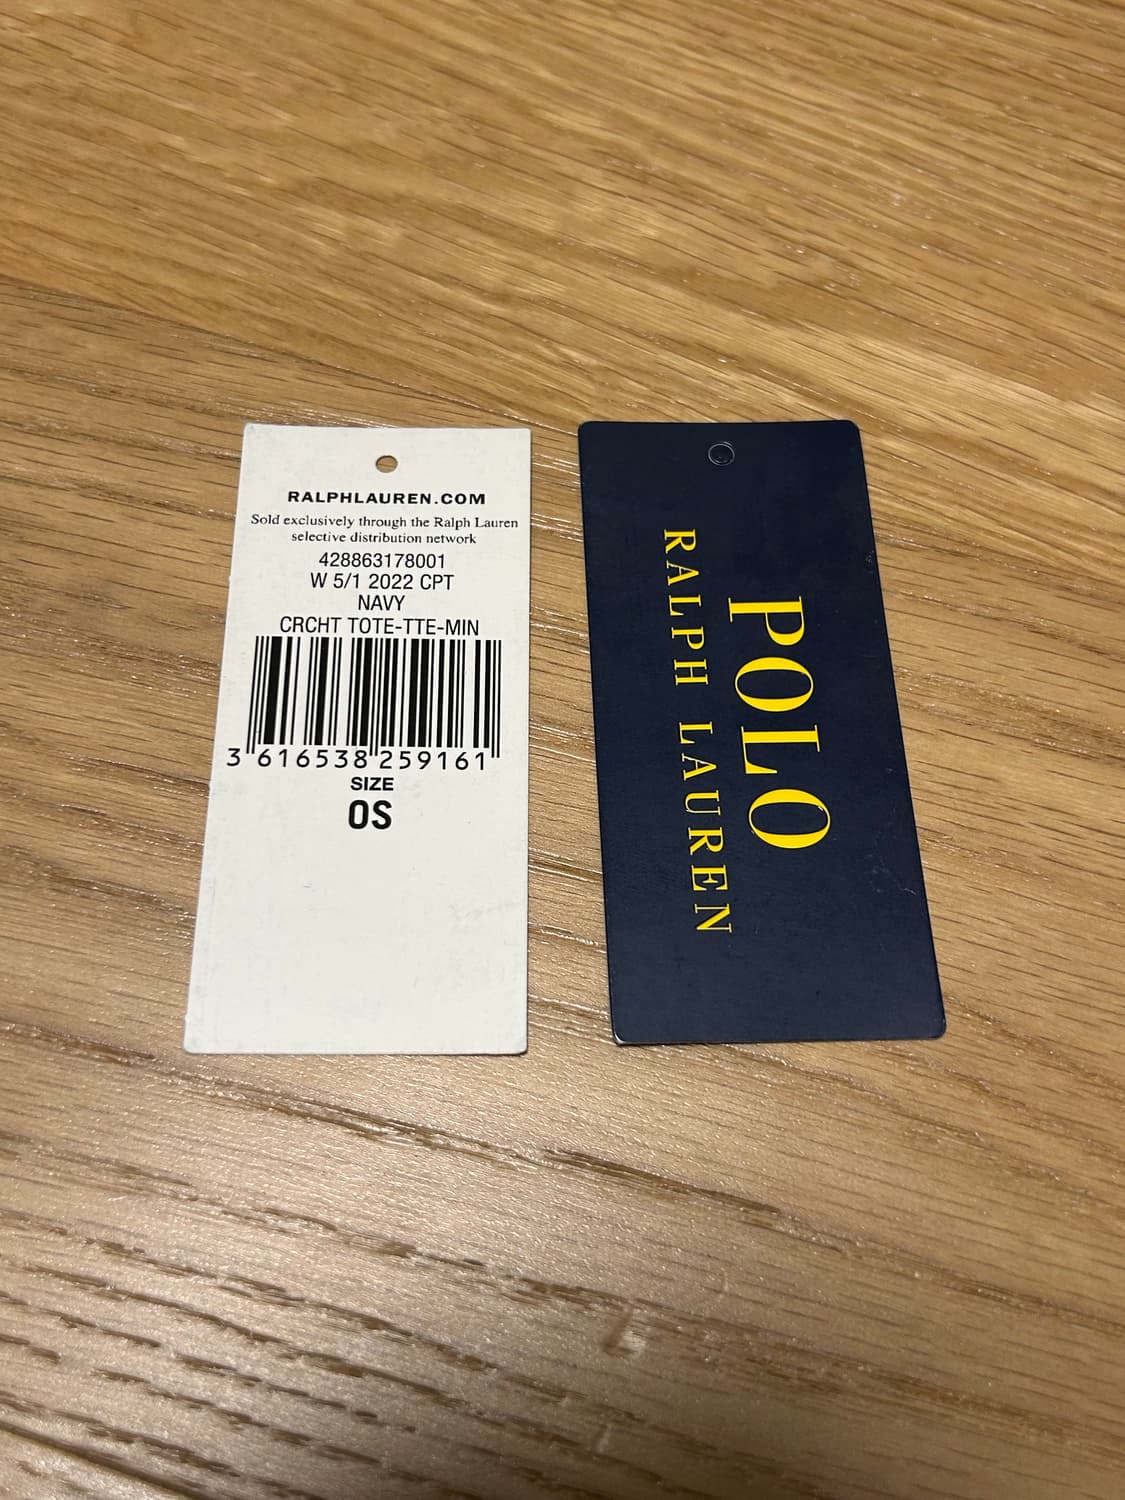 RALPHLAUREN.COM
Sold exclusively through the Ralph Lauren
selective distribution network
428863178001
W 5/1 2022 CPT
NAVY
CRCHT TOTE-TTE-MIN
3 616538 259161
SIZE
OS
POLO
RALPH LAUREN